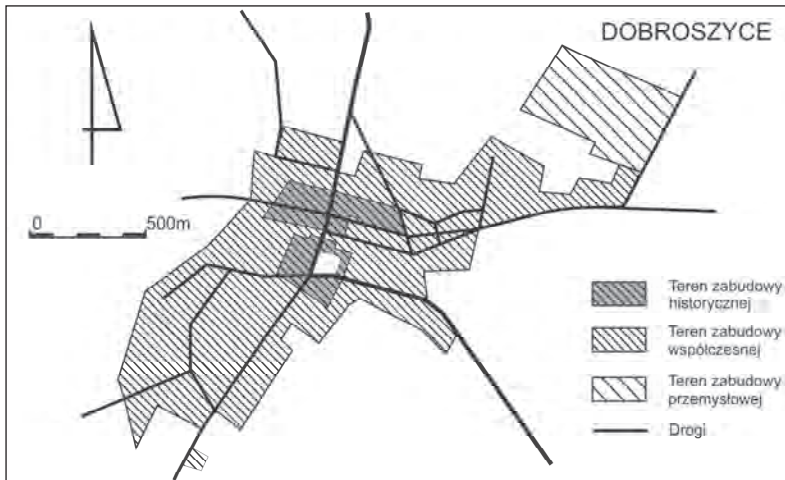 DOBROSZYCE
0 500m
Teren zabudowy
historycznej
Teren zabudowy
współczesnej
Teren zabudowy
przemysłowej
Drogi